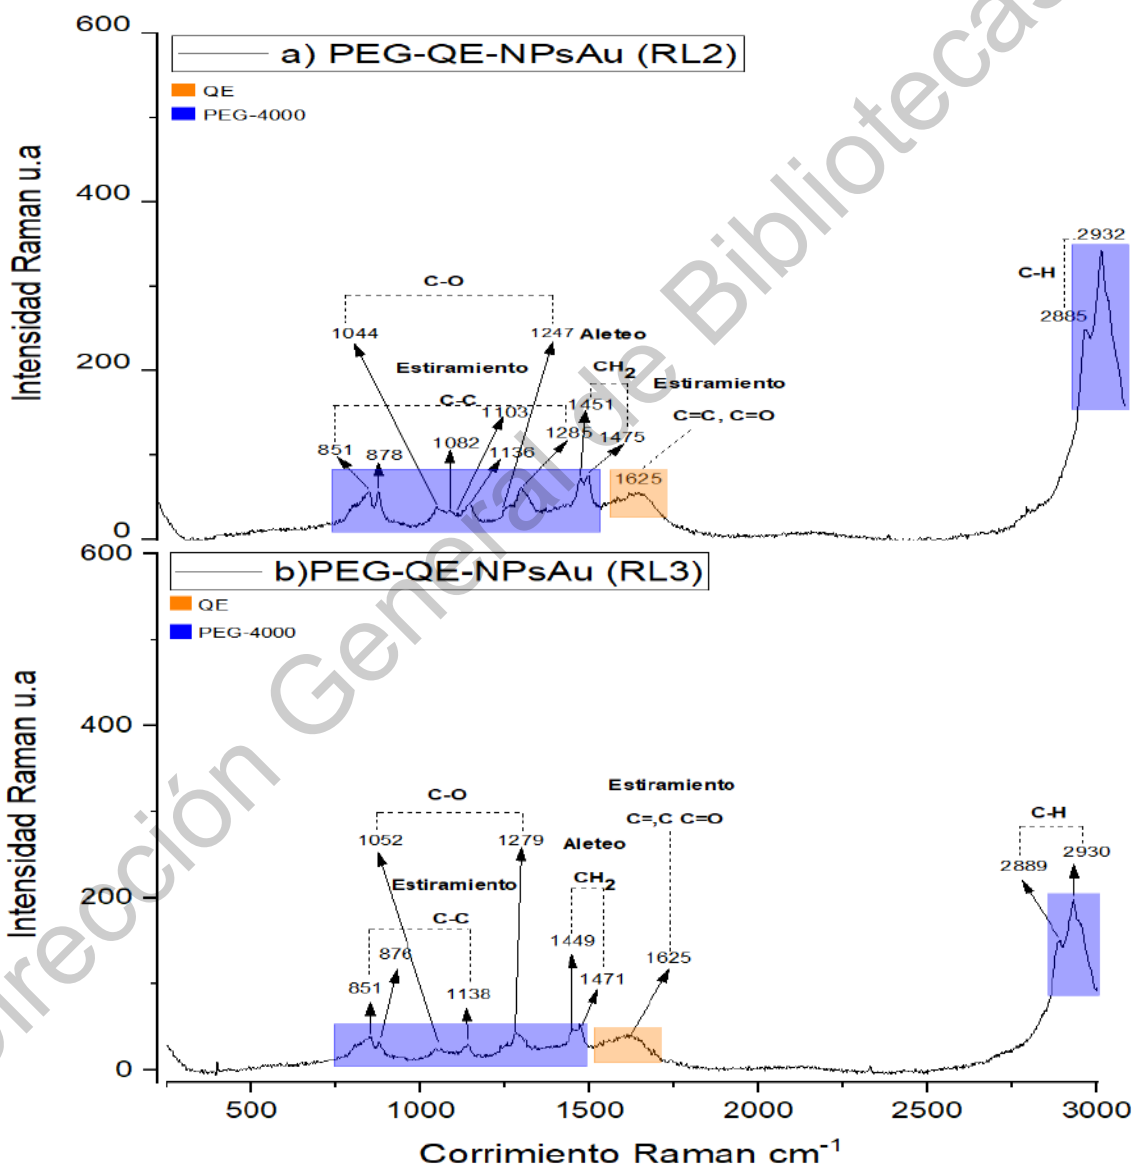 600
a) PEG-QE-NPsAu (RL2)
QE
PEG-4000
Intensidad Raman u.a
400
2932
C-H
2885
C-O
1044
1247
Aleteo
200
Estiramiento
CH2
Estiramiento
C-C
1103
1451
C=C, C=O
851
878
1082
1136
1285
1475
1625
0
600
b)PEG-QE-NPsAu (RL3)
QE
PEG-4000
Intensidad Raman u.a
400
Estiramiento
C-O
C=,C C=O
C-H
1052
1279
Aleteo
2889
2930
200
Estiramiento
CH2
C-C
876
1449
1625
851
1138
1471
0
500
1000
1500
2000
2500
3000
Corrimiento Raman cm-1
Dirección General de Bibliotecas